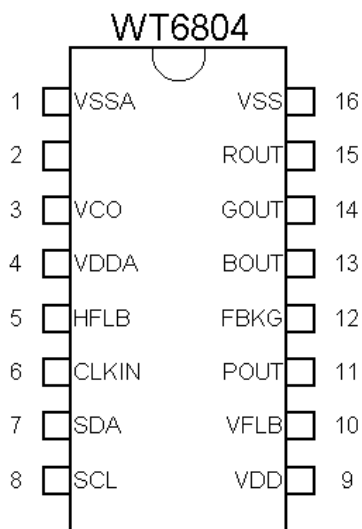 WT6804
1 VSSA VSS 16
2 ROUT 15
3 VCO GOUT 14
4 VDDA BOUT 13
5 HFLB FBKG 12
6 CLKIN POUT 11
7 SDA VFLB 10
8 SCL VDD 9